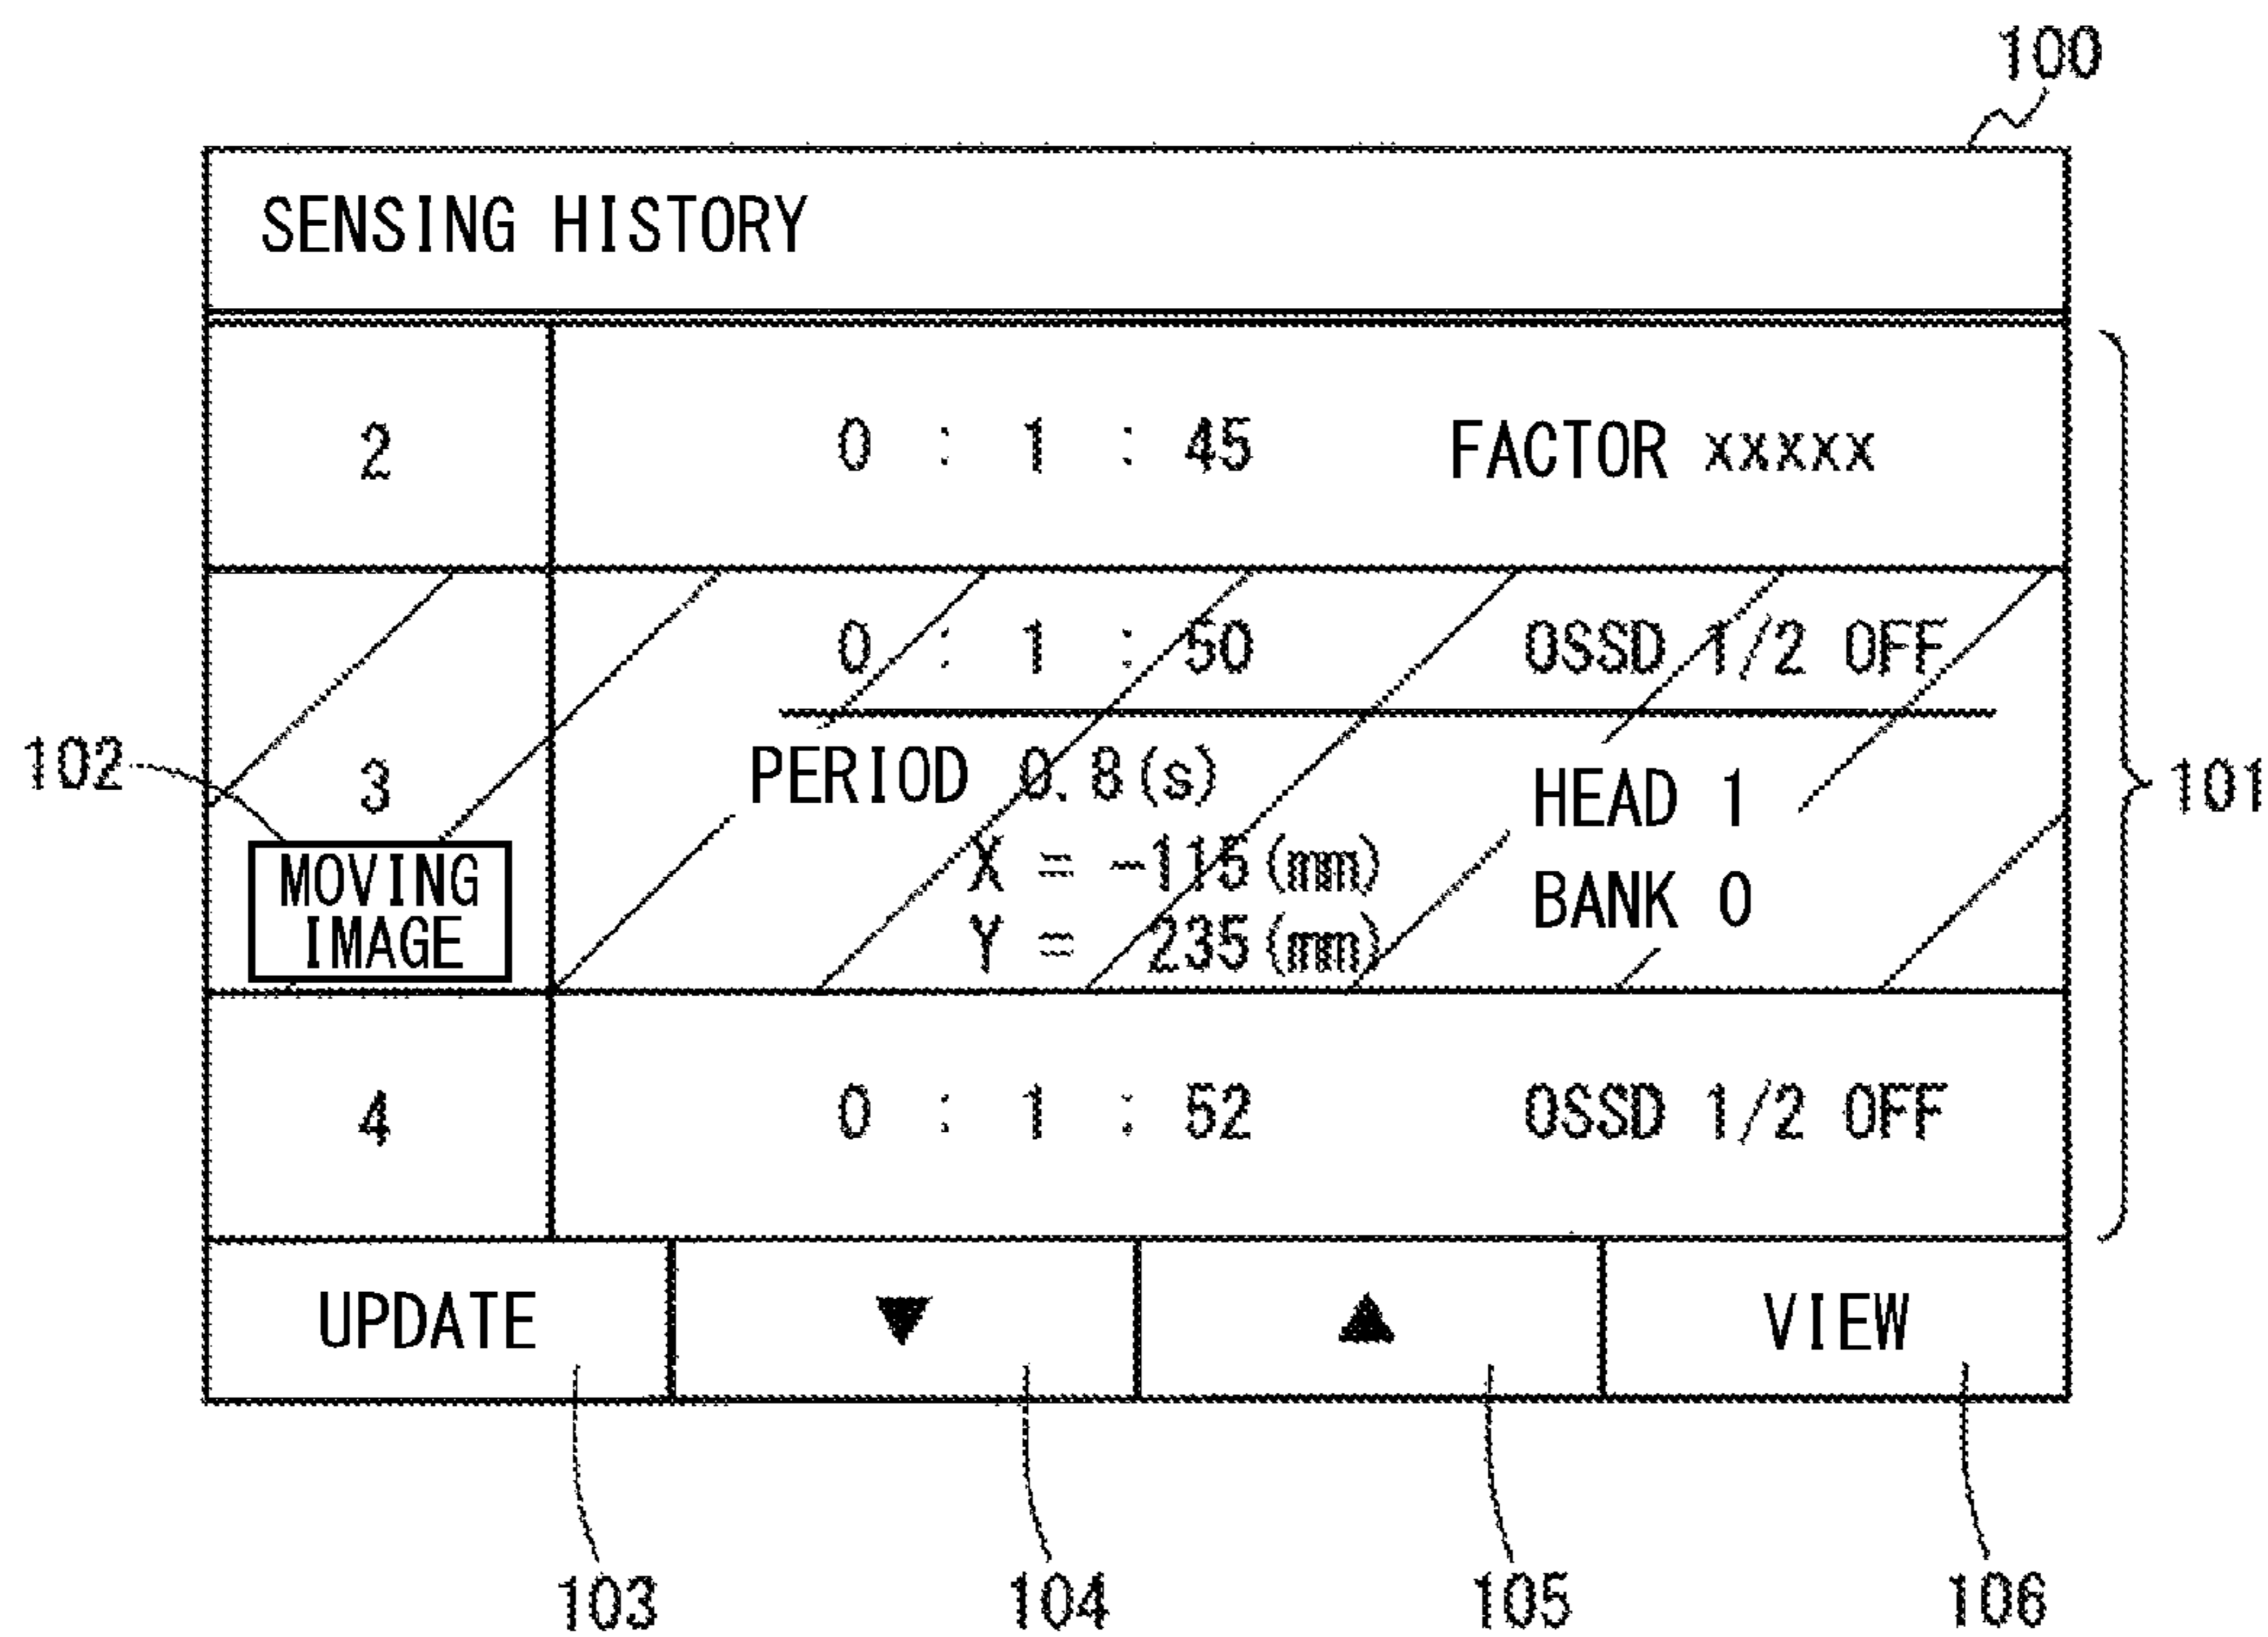 100
SENSING HISTORY
2 0 : 1 : 45 FACTOR xxxxx
0 : 1 : 50 OSSD 1/2 OFF
102 3 PERIOD 0.8(s) HEAD 1 101
X = -115(mm)
MOVING IMAGE BANK 0
Y = 235(mm)
4 0 : 1 : 52 OSSD 1/2 OFF
UPDATE ▼ ▲ VIEW
103 104 105 106